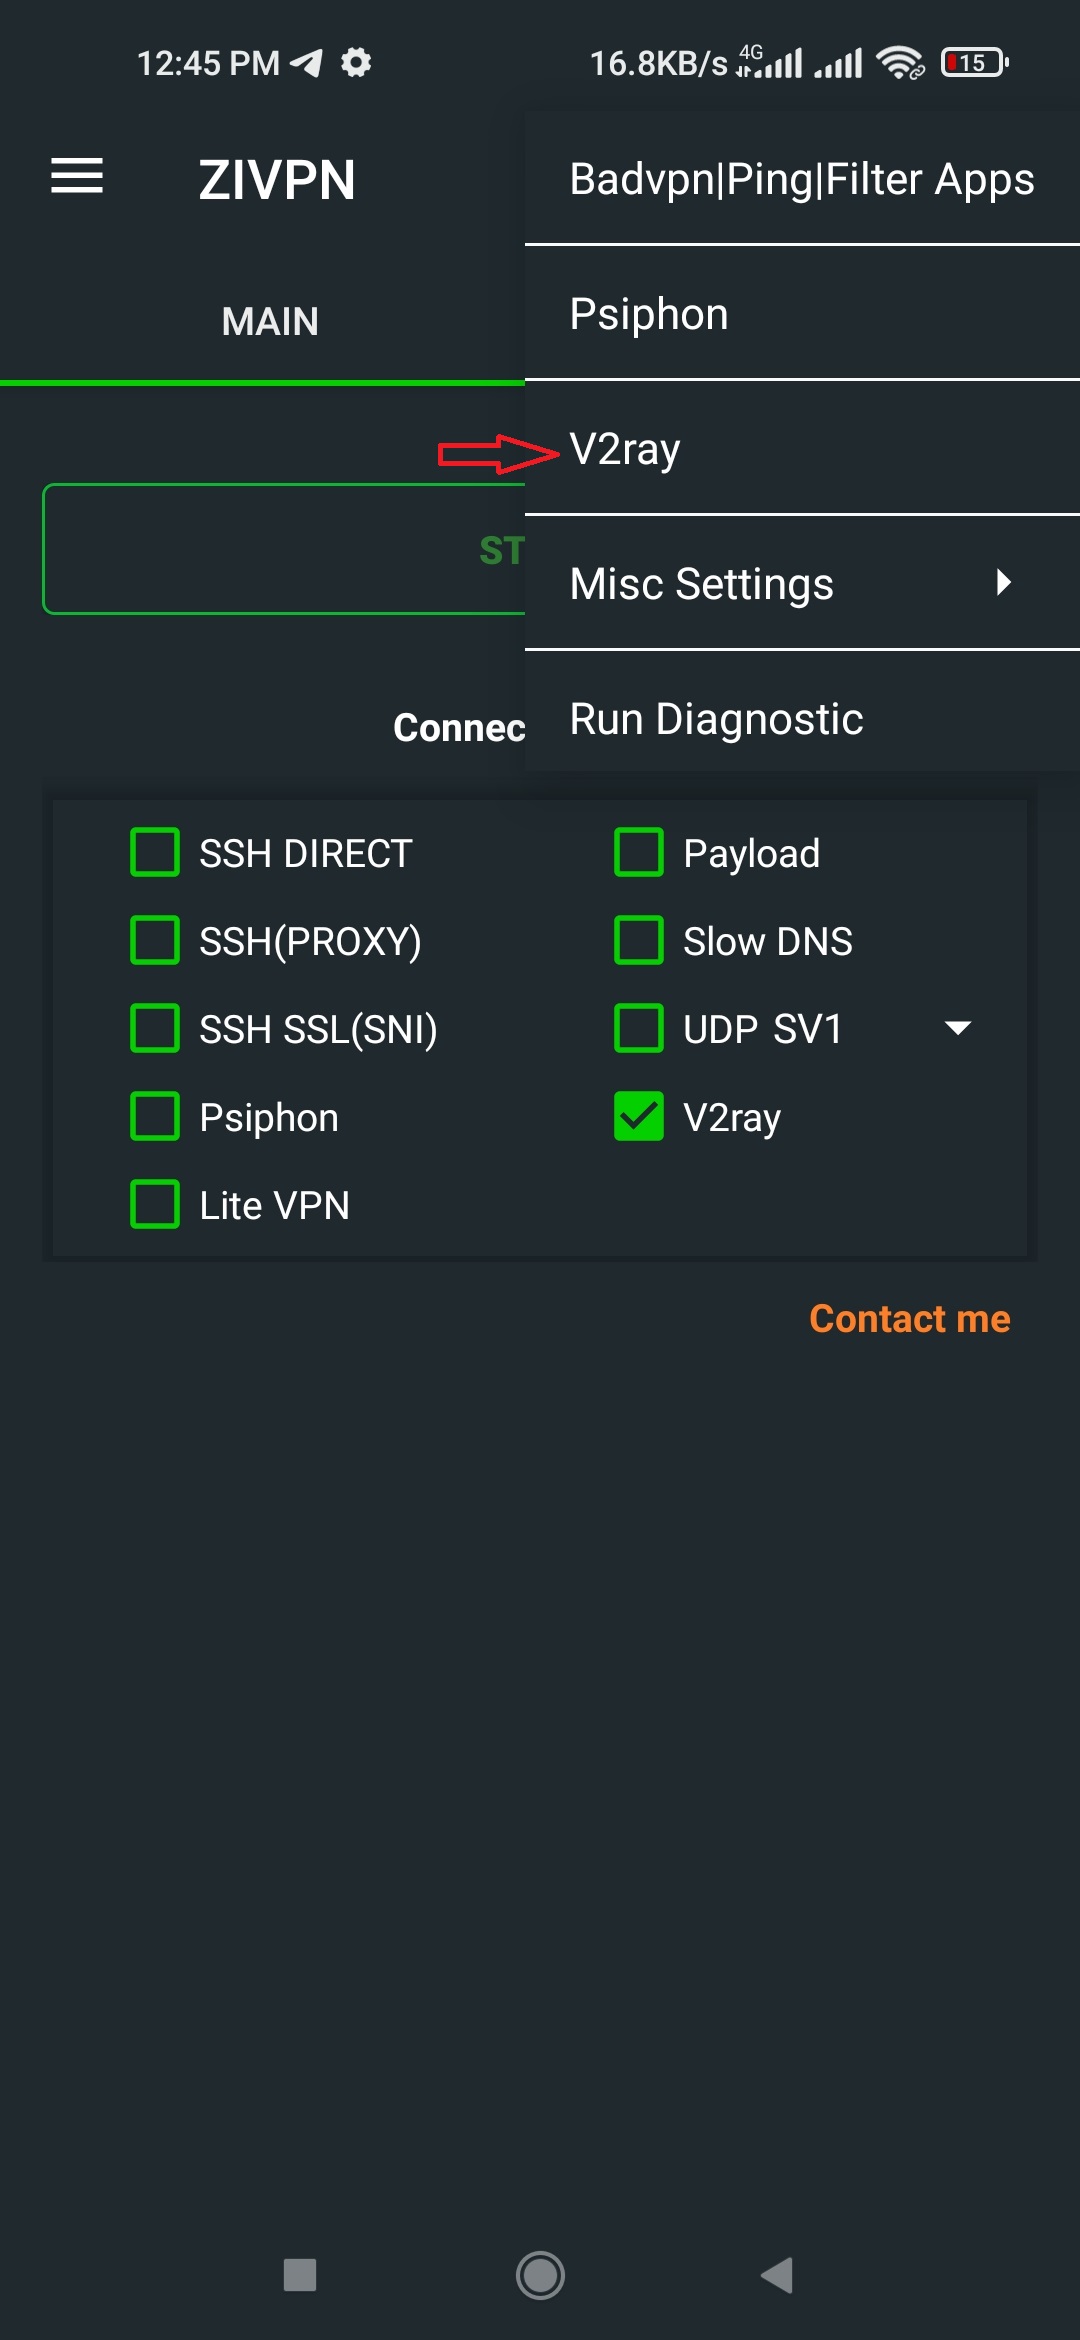 12:45 PM 16.8KB/s 4G 15
ZIVPN
Badvpn|Ping|Filter Apps
Psiphon
MAIN
V2ray
ST
Misc Settings
Connec
Run Diagnostic
SSH DIRECT Payload
SSH(PROXY) Slow DNS
SSH SSL(SNI) UDP SV1
Psiphon V2ray
Lite VPN
Contact me